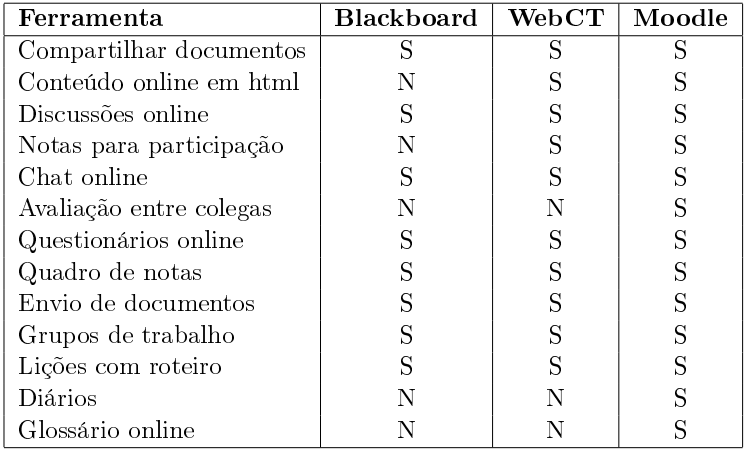 Ferramenta Blackboard WebCT Moodle
Compartilhar documentos S S S
Conteúdo online em html N S S
Discussões online S S S
Notas para participação N S S
Chat online S S S
Avaliação entre colegas N N S
Questionários online S S S
Quadro de notas S S S
Envio de documentos S S S
Grupos de trabalho S S S
Lições com roteiro S S S
Diários N N S
Glossário online N N S